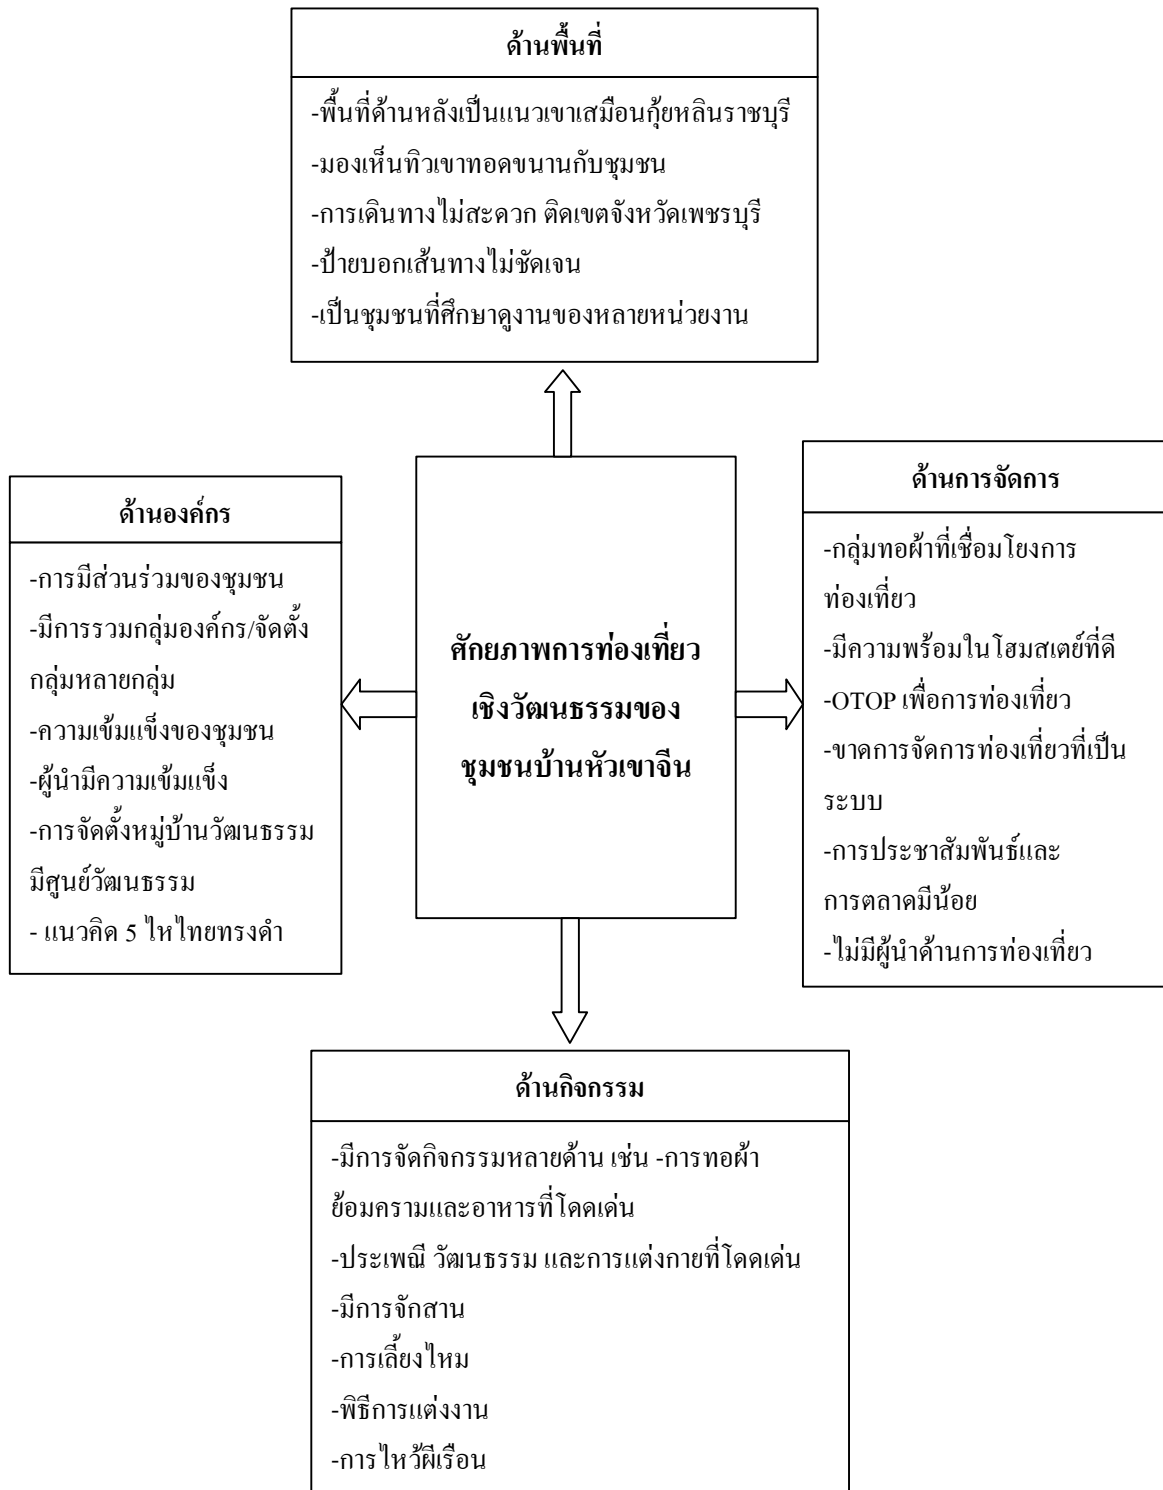 ด้านพื้นที่
-พื้นที่ด้านหลังเป็นแนวเขาเสมือนกุ้ยหลินราชบุรี
-มองเห็นทิวเขาทอดขนานกับชุมชน
-การเดินทางไม่สะดวก ติดเขตจังหวัดเพชรบุรี
-ป้ายบอกเส้นทางไม่ชัดเจน
-เป็นชุมชนที่ศึกษาดูงานของหลายหน่วยงาน
ด้านองค์กร
-การมีส่วนร่วมของชุมชน
-มีการรวมกลุ่มองค์กร/จัดตั้ง
กลุ่มหลายกลุ่ม
-ความเข้มแข็งของชุมชน
-ผู้นำมีความเข้มแข็ง
-การจัดตั้งหมู่บ้านวัฒนธรรม
มีศูนย์วัฒนธรรม
- แนวคิด 5 ไหไทยทรงดำ
ศักยภาพการท่องเที่ยว
เชิงวัฒนธรรมของ
ชุมชนบ้านหัวเขาจีน
ด้านการจัดการ
-กลุ่มทอผ้าที่เชื่อมโยงการ
ท่องเที่ยว
-มีความพร้อมในโฮมสเตย์ที่ดี
-OTOP เพื่อการท่องเที่ยว
-ขาดการจัดการท่องเที่ยวที่เป็น
ระบบ
-การประชาสัมพันธ์และ
การตลาดมีน้อย
-ไม่มีผู้นำด้านการท่องเที่ยว
ด้านกิจกรรม
-มีการจัดกิจกรรมหลายด้าน เช่น -การทอผ้า
ย้อมครามและอาหารที่โดดเด่น
-ประเพณี วัฒนธรรม และการแต่งกายที่โดดเด่น
-มีการจักสาน
-การเลี้ยงไหม
-พิธีการแต่งงาน
-การไหว้ผีเรือน